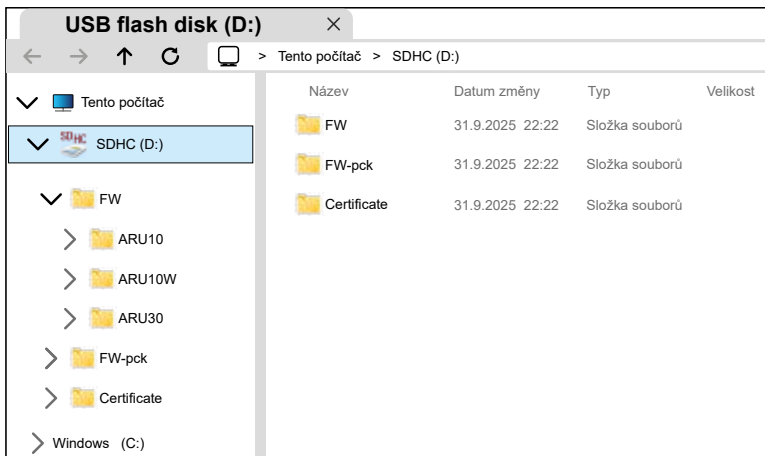 USB flash disk (D:)
> Tento počítač > SDHC (D:)
Tento počítač
SDHC
SDHC (D:)
FW
ARU10
ARU10W
ARU30
FW-pck
Certificate
Windows (C:)
Název Datum změny Typ Velikost
FW 31.9.2025 22:22 Složka souborů
FW-pck 31.9.2025 22:22 Složka souborů
Certificate 31.9.2025 22:22 Složka souborů